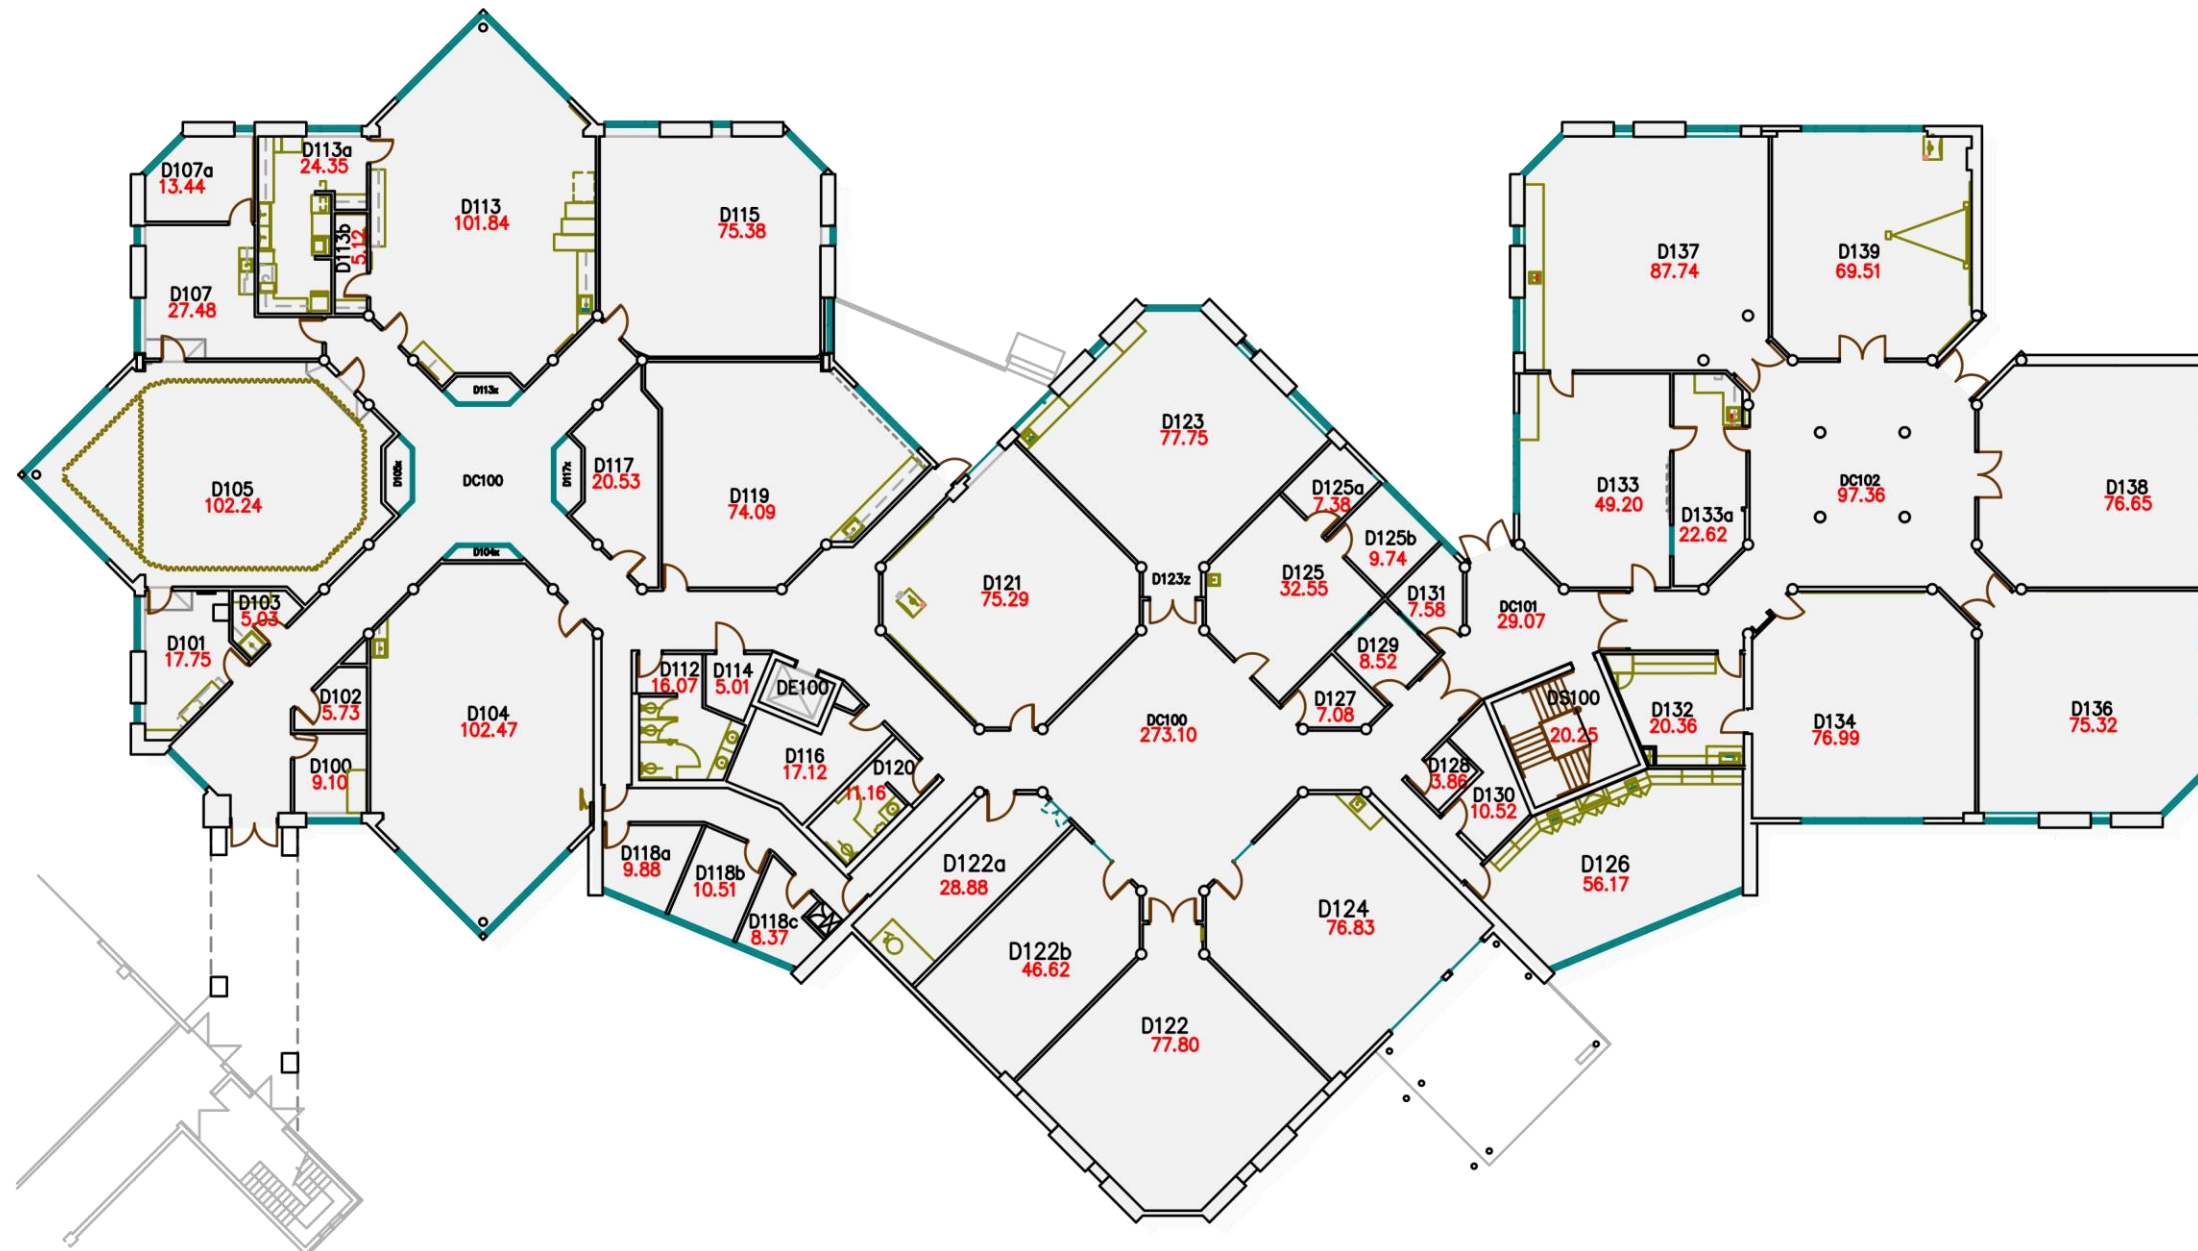 D107a
13.44
D113a
24.35
D113
101.84
D115
75.38
D113b
5.12
D107
27.48
D113x
D105
102.24
D105x
DC100
D117x
D117
20.53
D119
74.09
D104x
D103
5.03
D101
17.75
D102
5.73
D100
9.10
D104
102.47
D112
16.07
D114
5.01
DE100
D116
17.12
D120
11.16
D118a
9.88
D118b
10.51
D118c
8.37
D121
75.29
D123
77.75
D123z
D125a
7.38
D125b
9.74
D125
32.55
D131
7.58
D129
8.52
D127
7.08
DC100
273.10
D122a
28.88
D122b
46.62
D122
77.80
D124
76.83
DC101
29.07
DS100
20.25
D128
3.86
D130
10.52
D126
56.17
D132
20.36
D137
87.74
D139
69.51
D133
49.20
D133a
22.62
DC102
97.36
D138
76.65
D134
76.99
D136
75.32